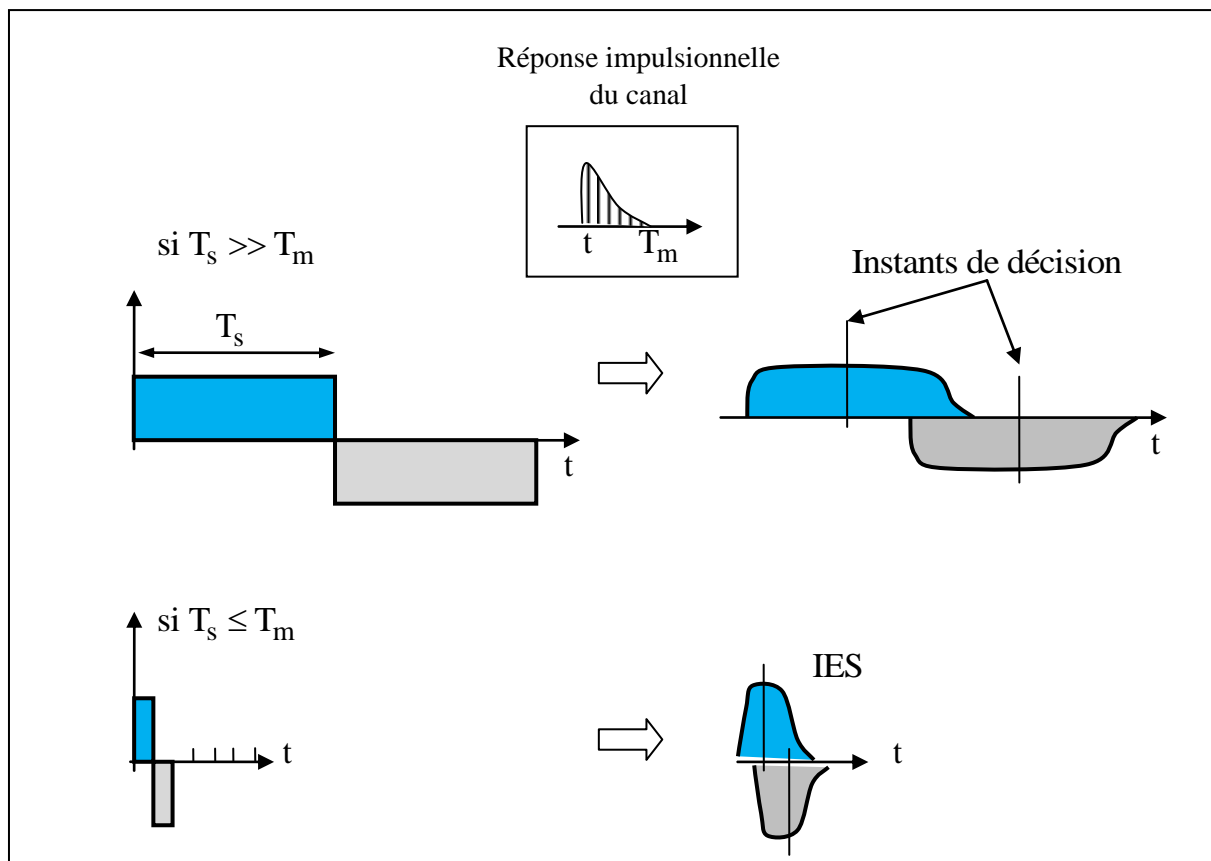 Réponse impulsionnelle
du canal
t T_m
si T_s >> T_m
Instants de décision
T_s
t
t
si T_s ≤ T_m
IES
t
t